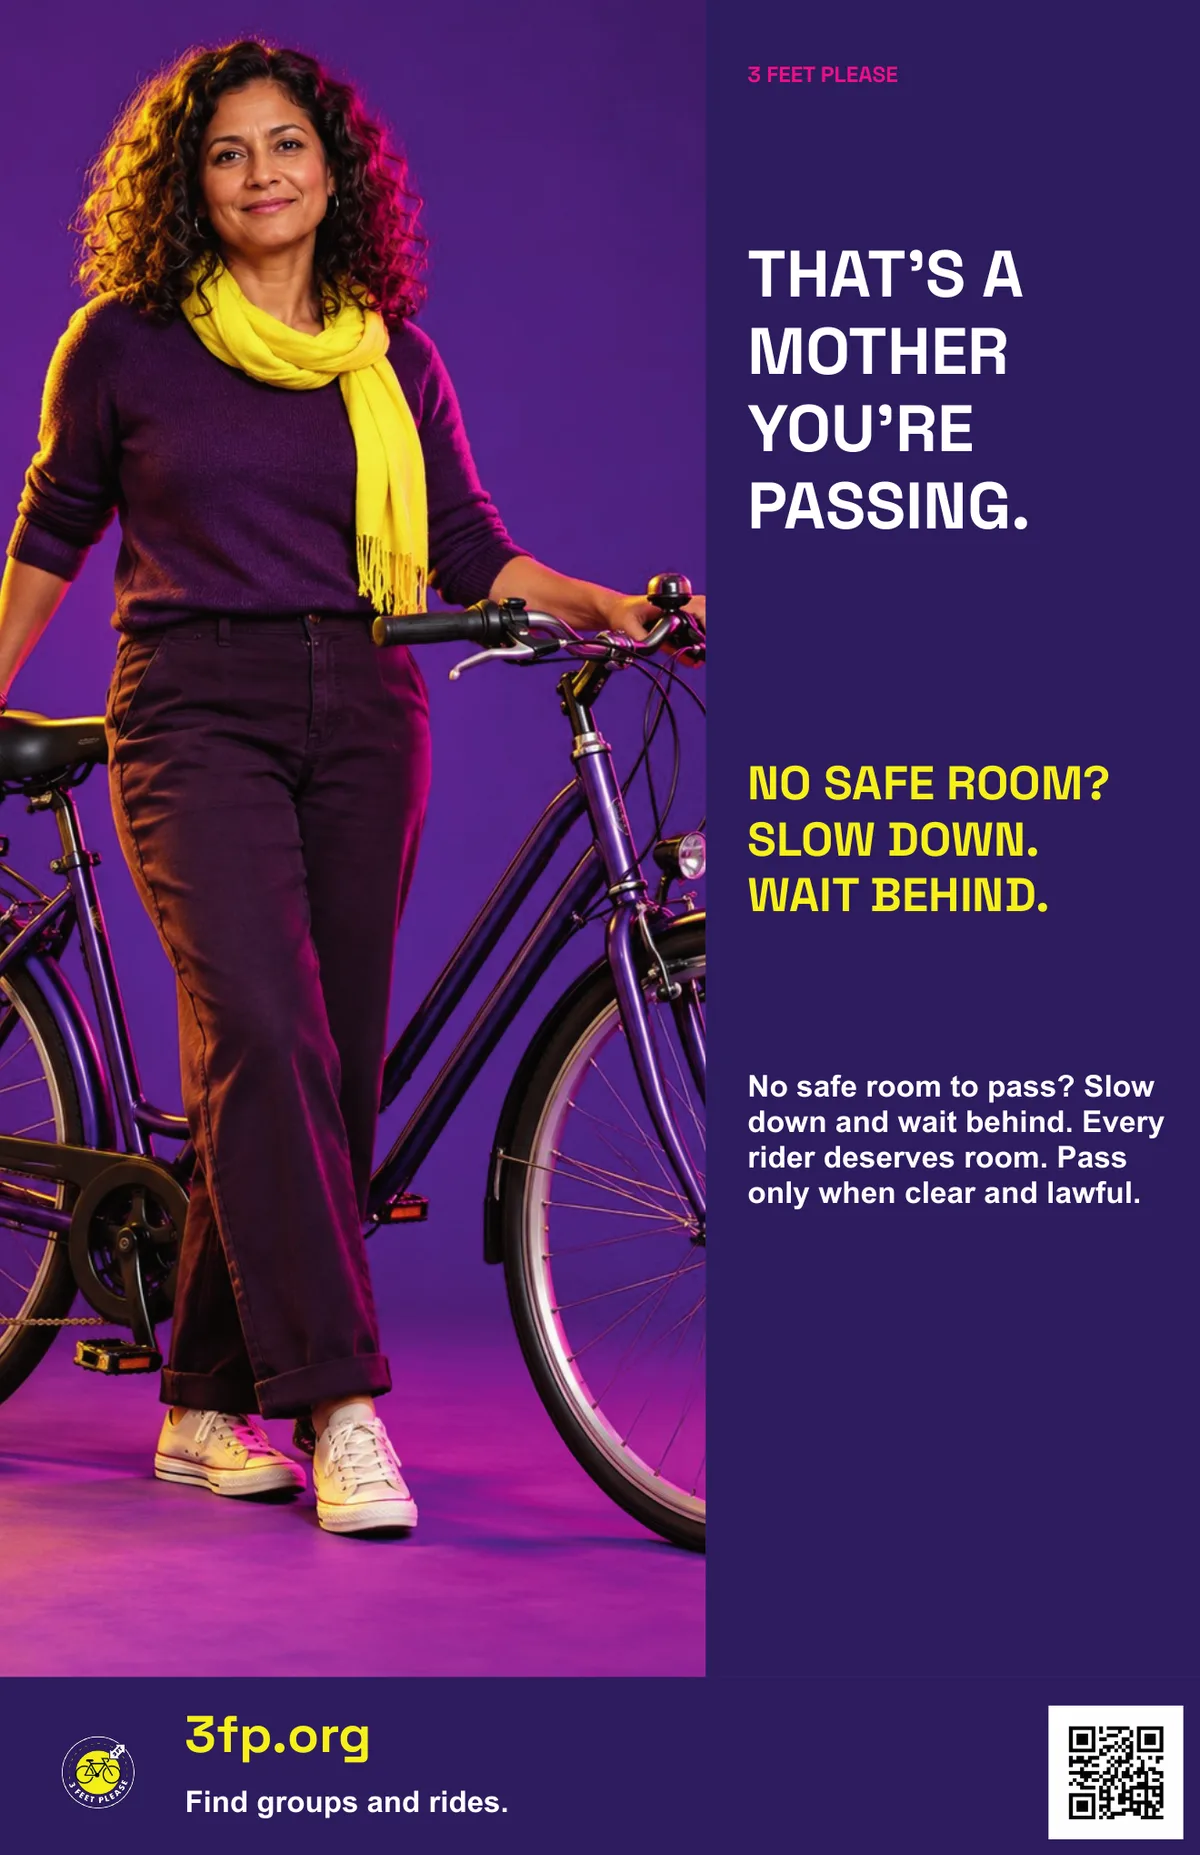 3 FEET PLEASE
THAT’S A
MOTHER
YOU’RE
PASSING.
NO SAFE ROOM?
SLOW DOWN.
WAIT BEHIND.
No safe room to pass? Slow
down and wait behind. Every
rider deserves room. Pass
only when clear and lawful.
3fp.org
Find groups and rides.
3 FEET PLEASE